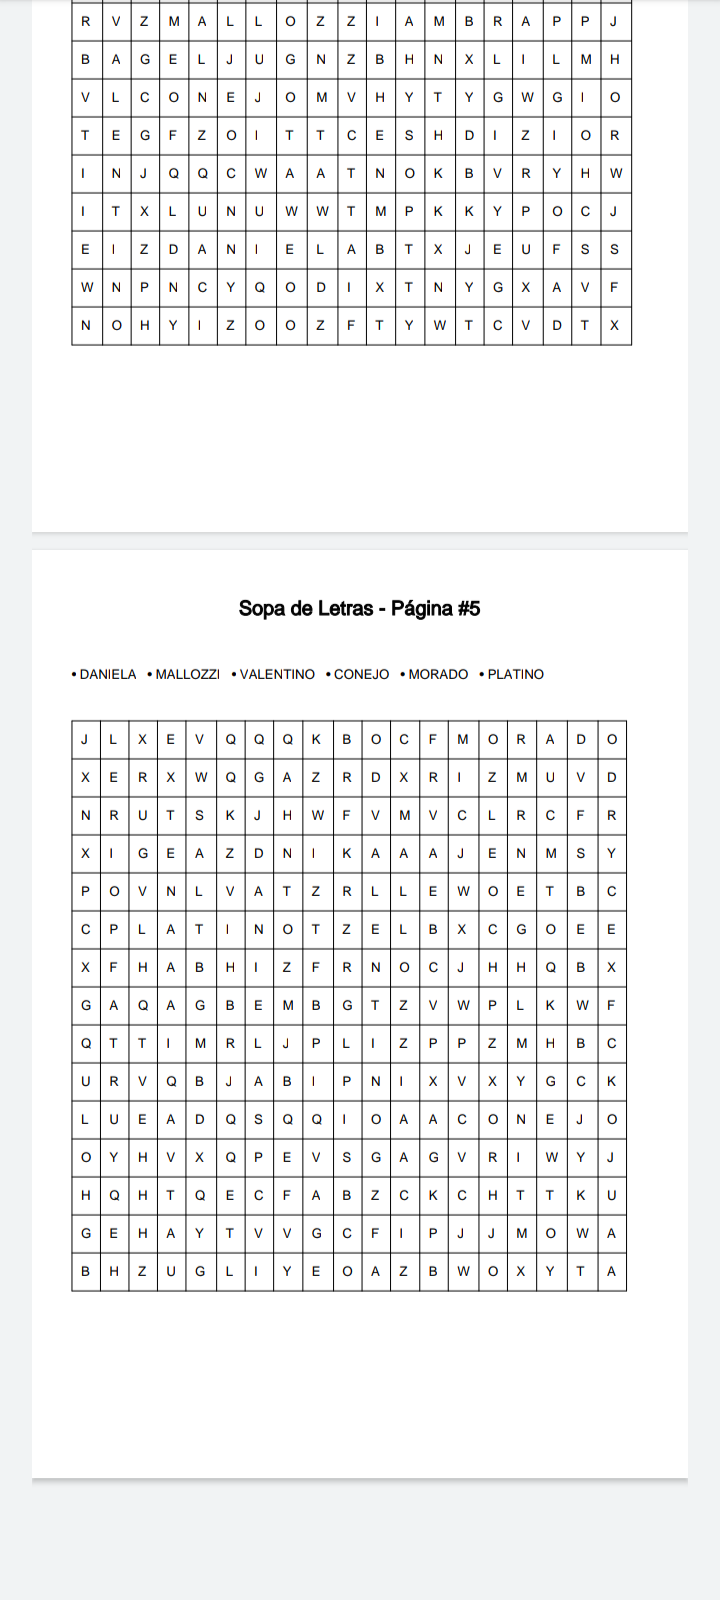 R V Z M A L L O Z Z I A M B R A P P J
B A G E L J U G N Z B H N X L I L M H
V L C O N E J O M V H Y T Y G W G I O
T E G F Z O I T T C E S H D I Z I O R
I N J Q Q C W A A T N O K B V R Y H W
I T X L U N U W W T M P K K Y P O C J
E I Z D A N I E L A B T X J E U F S S
W N P N C Y Q O D I X T N Y G X A V F
N O H Y I Z O O Z F T Y W T C V D T X
Sopa de Letras - Página #5
• DANIELA • MALLOZZI • VALENTINO • CONEJO • MORADO • PLATINO
J L X E V Q Q Q K B O C F M O R A D O
X E R X W Q G A Z R D X R I Z M U V D
N R U T S K J H W F V M V C L R C F R
X I G E A Z D N I K A A A J E N M S Y
P O V N L V A T Z R L L E W O E T B C
C P L A T I N O T Z E L B X C G O E E
X F H A B H I Z F R N O C J H H Q B X
G A Q A G B E M B G T Z V W P L K W F
Q T T I M R L J P L I Z P P Z M H B C
U R V Q B J A B I P N I X V X Y G C K
L U E A D Q S Q Q I O A A C O N E J O
O Y H V X Q P E V S G A G V R I W Y J
H Q H T Q E C F A B Z C K C H T T K U
G E H A Y T V V G C F I P J J M O W A
B H Z U G L I Y E O A Z B W O X Y T A